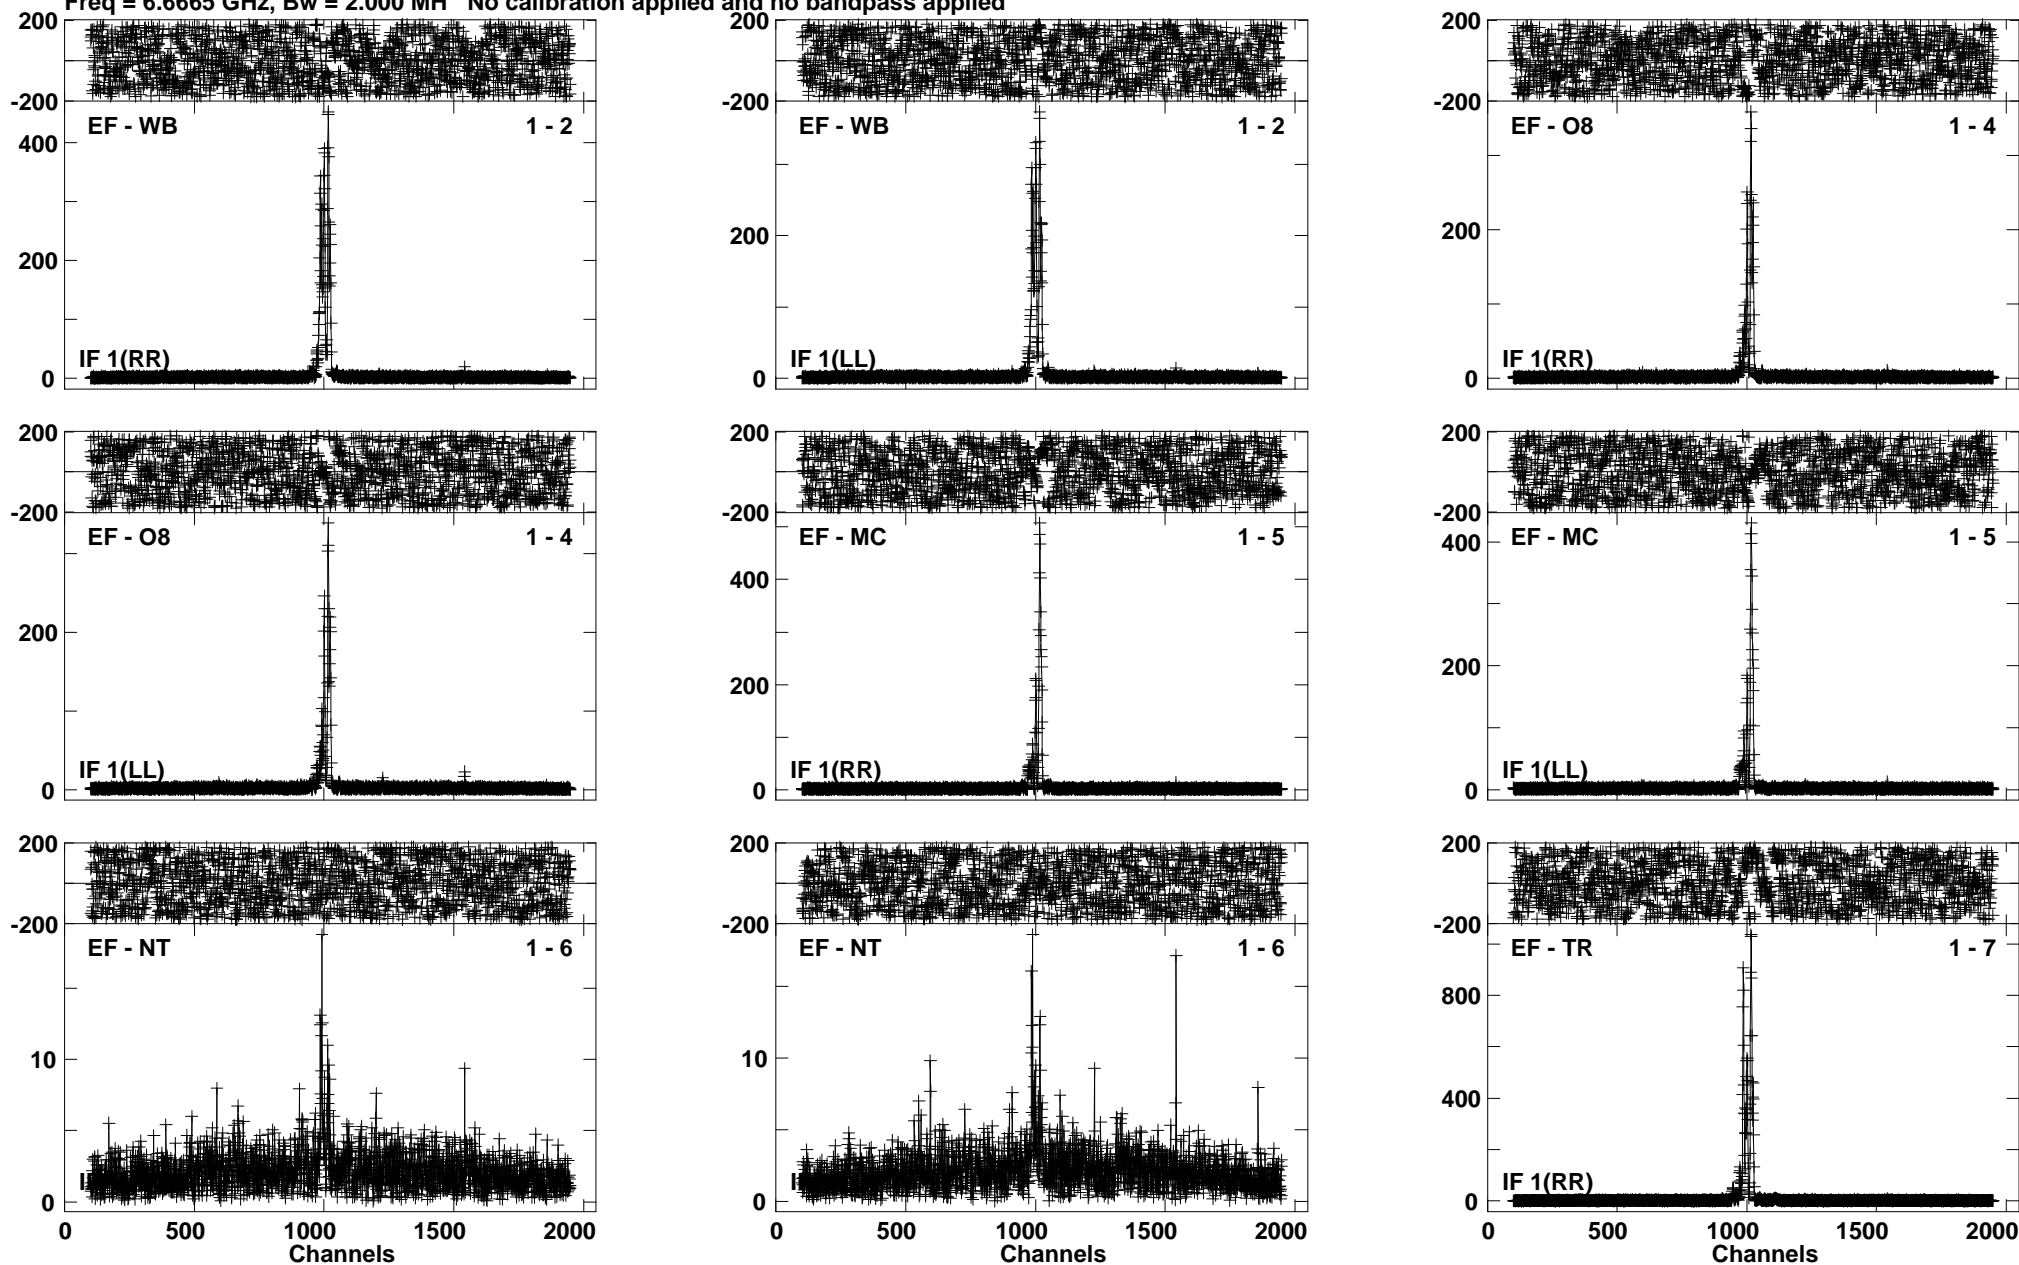 Freq = 6.6665 GHz, Bw = 2.000 MH No calibration applied and no bandpass applied
200
-200
EF - WB 1 - 2
400
200
0
IF 1(RR)
200
-200
EF - WB 1 - 2
200
0
IF 1(LL)
200
-200
EF - O8 1 - 4
200
0
IF 1(RR)
200
-200
EF - O8 1 - 4
200
0
IF 1(LL)
200
-200
EF - MC 1 - 5
400
200
0
IF 1(RR)
200
-200
EF - MC 1 - 5
400
200
0
IF 1(LL)
200
-200
EF - NT 1 - 6
10
0
0 500 1000 1500 2000
Channels
200
-200
EF - NT 1 - 6
10
0
0 500 1000 1500 2000
200
-200
EF - TR 1 - 7
800
400
0
IF 1(RR)
0 500 1000 1500 2000
Channels